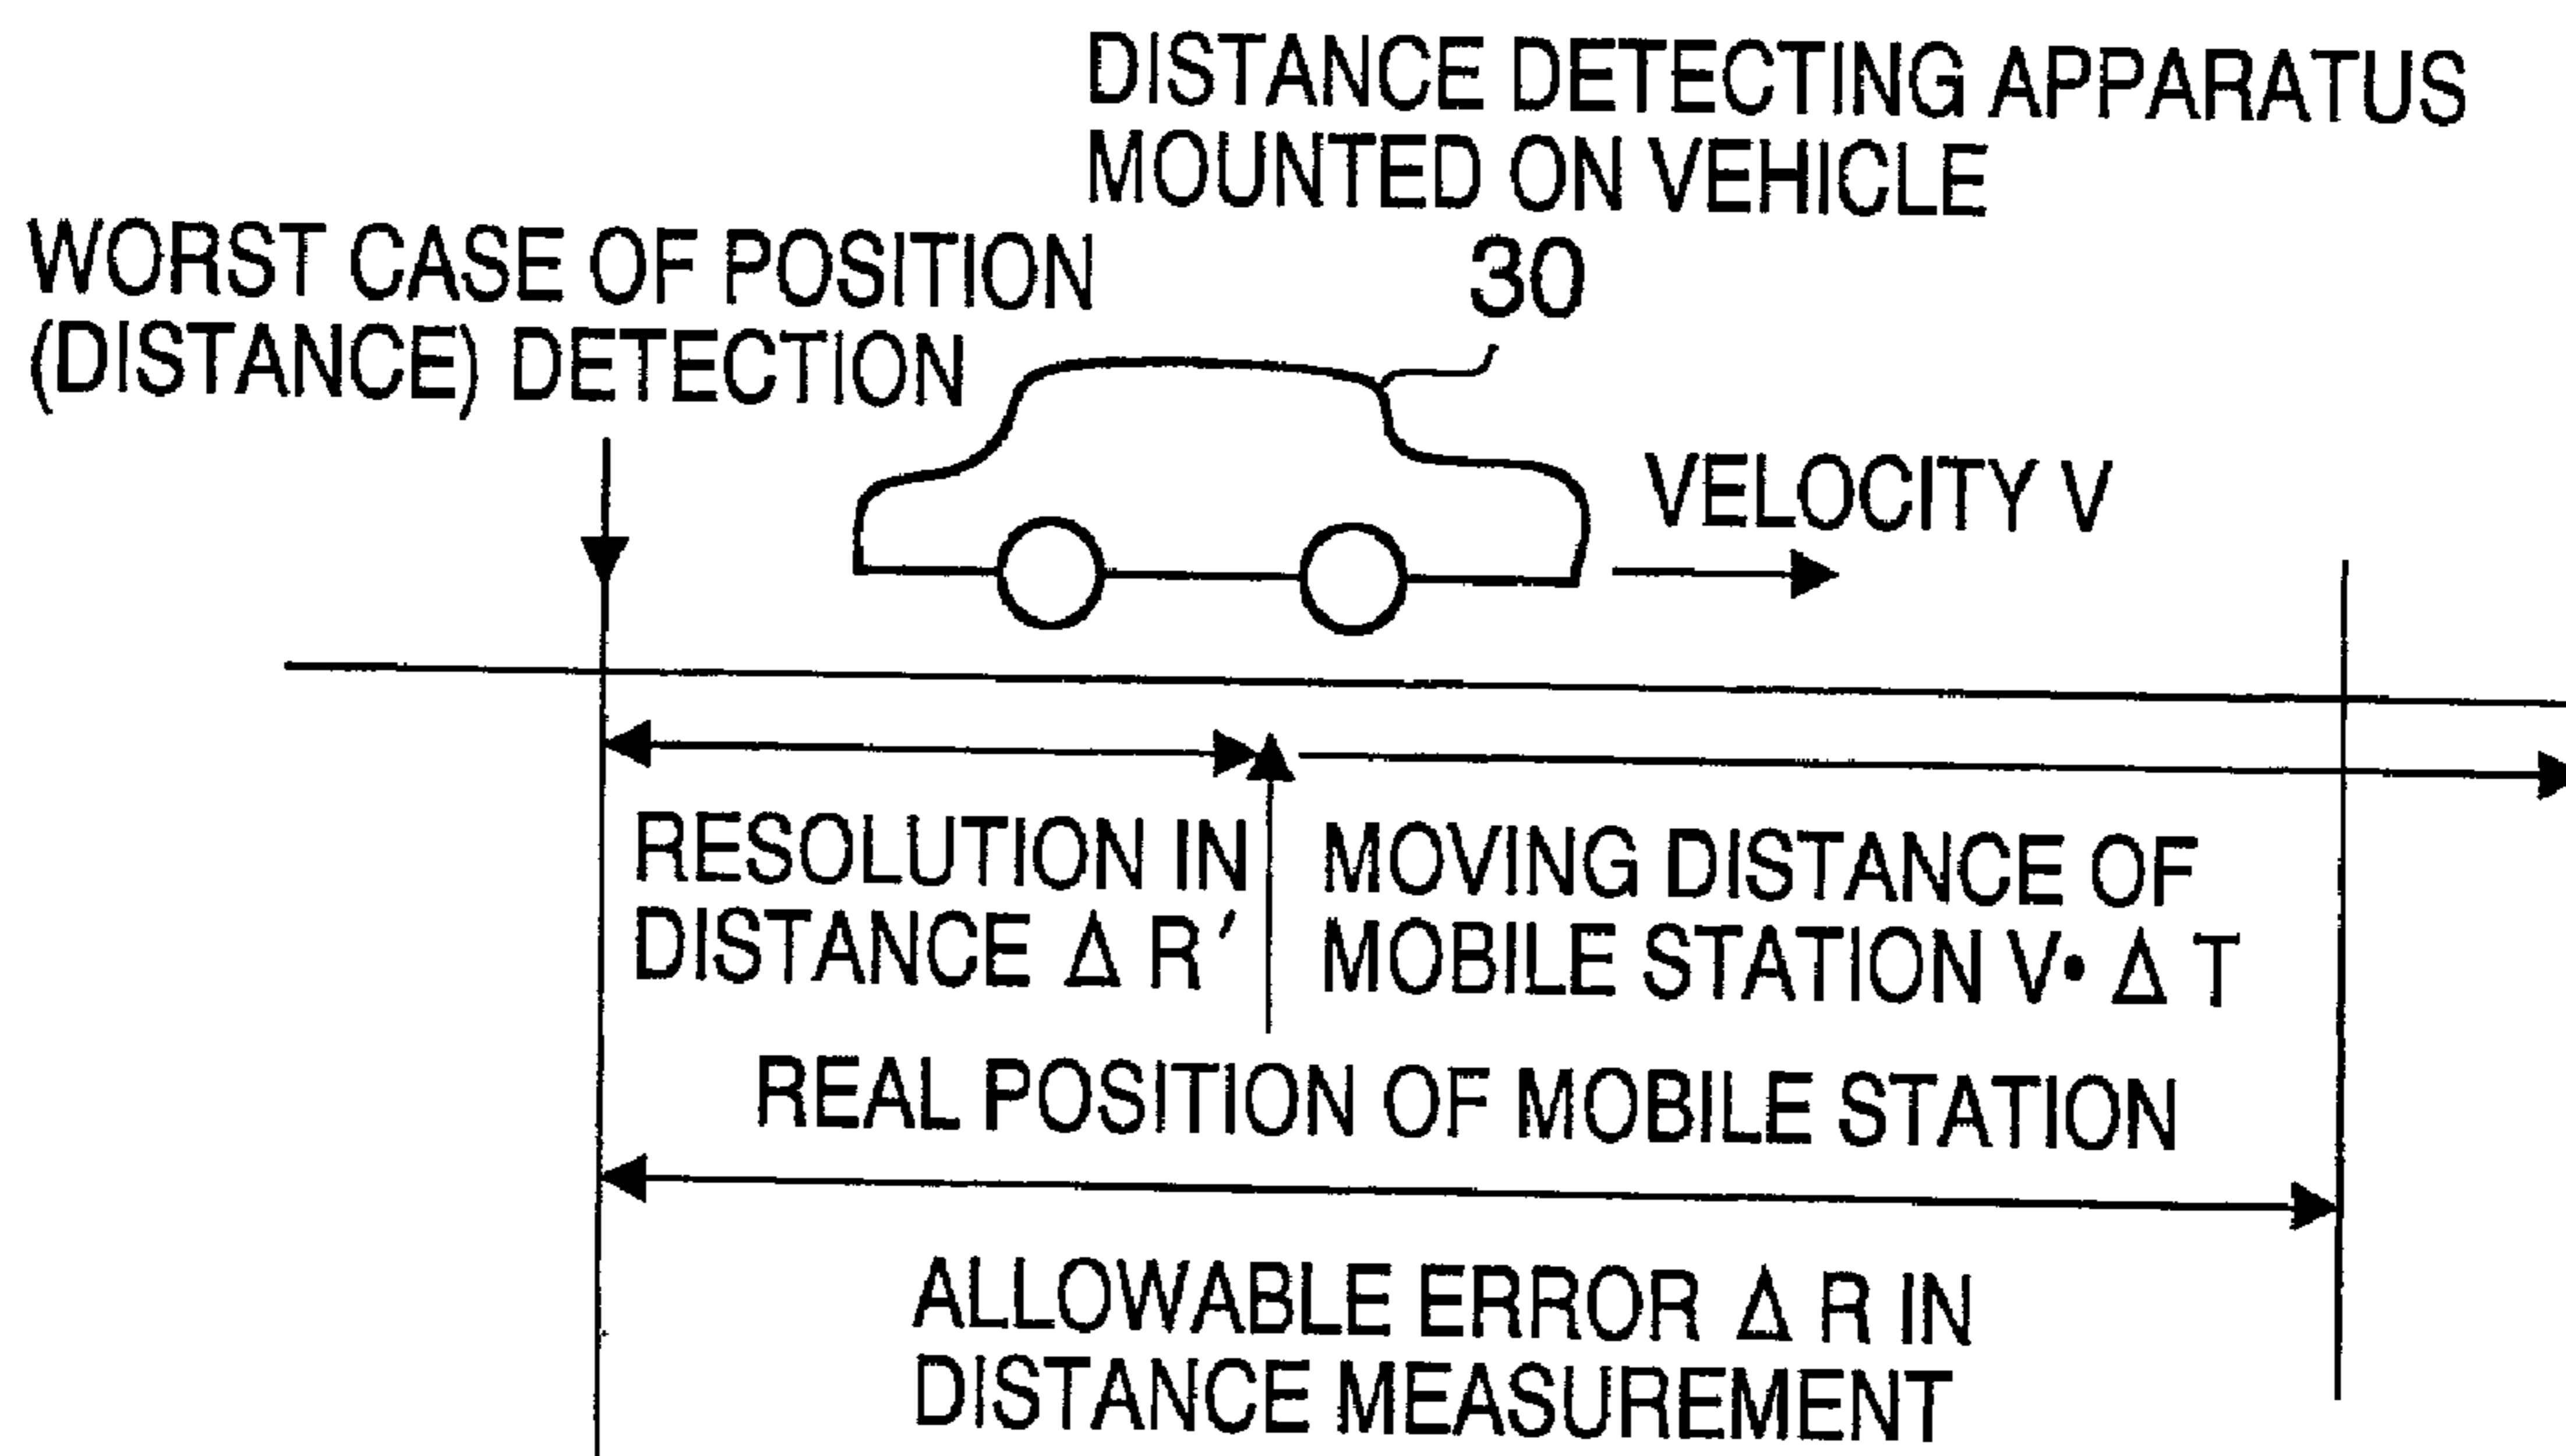 DISTANCE DETECTING APPARATUS
MOUNTED ON VEHICLE
30
WORST CASE OF POSITION
(DISTANCE) DETECTION
VELOCITY V
RESOLUTION IN
DISTANCE Δ R′
MOVING DISTANCE OF
MOBILE STATION V• Δ T
REAL POSITION OF MOBILE STATION
ALLOWABLE ERROR Δ R IN
DISTANCE MEASUREMENT